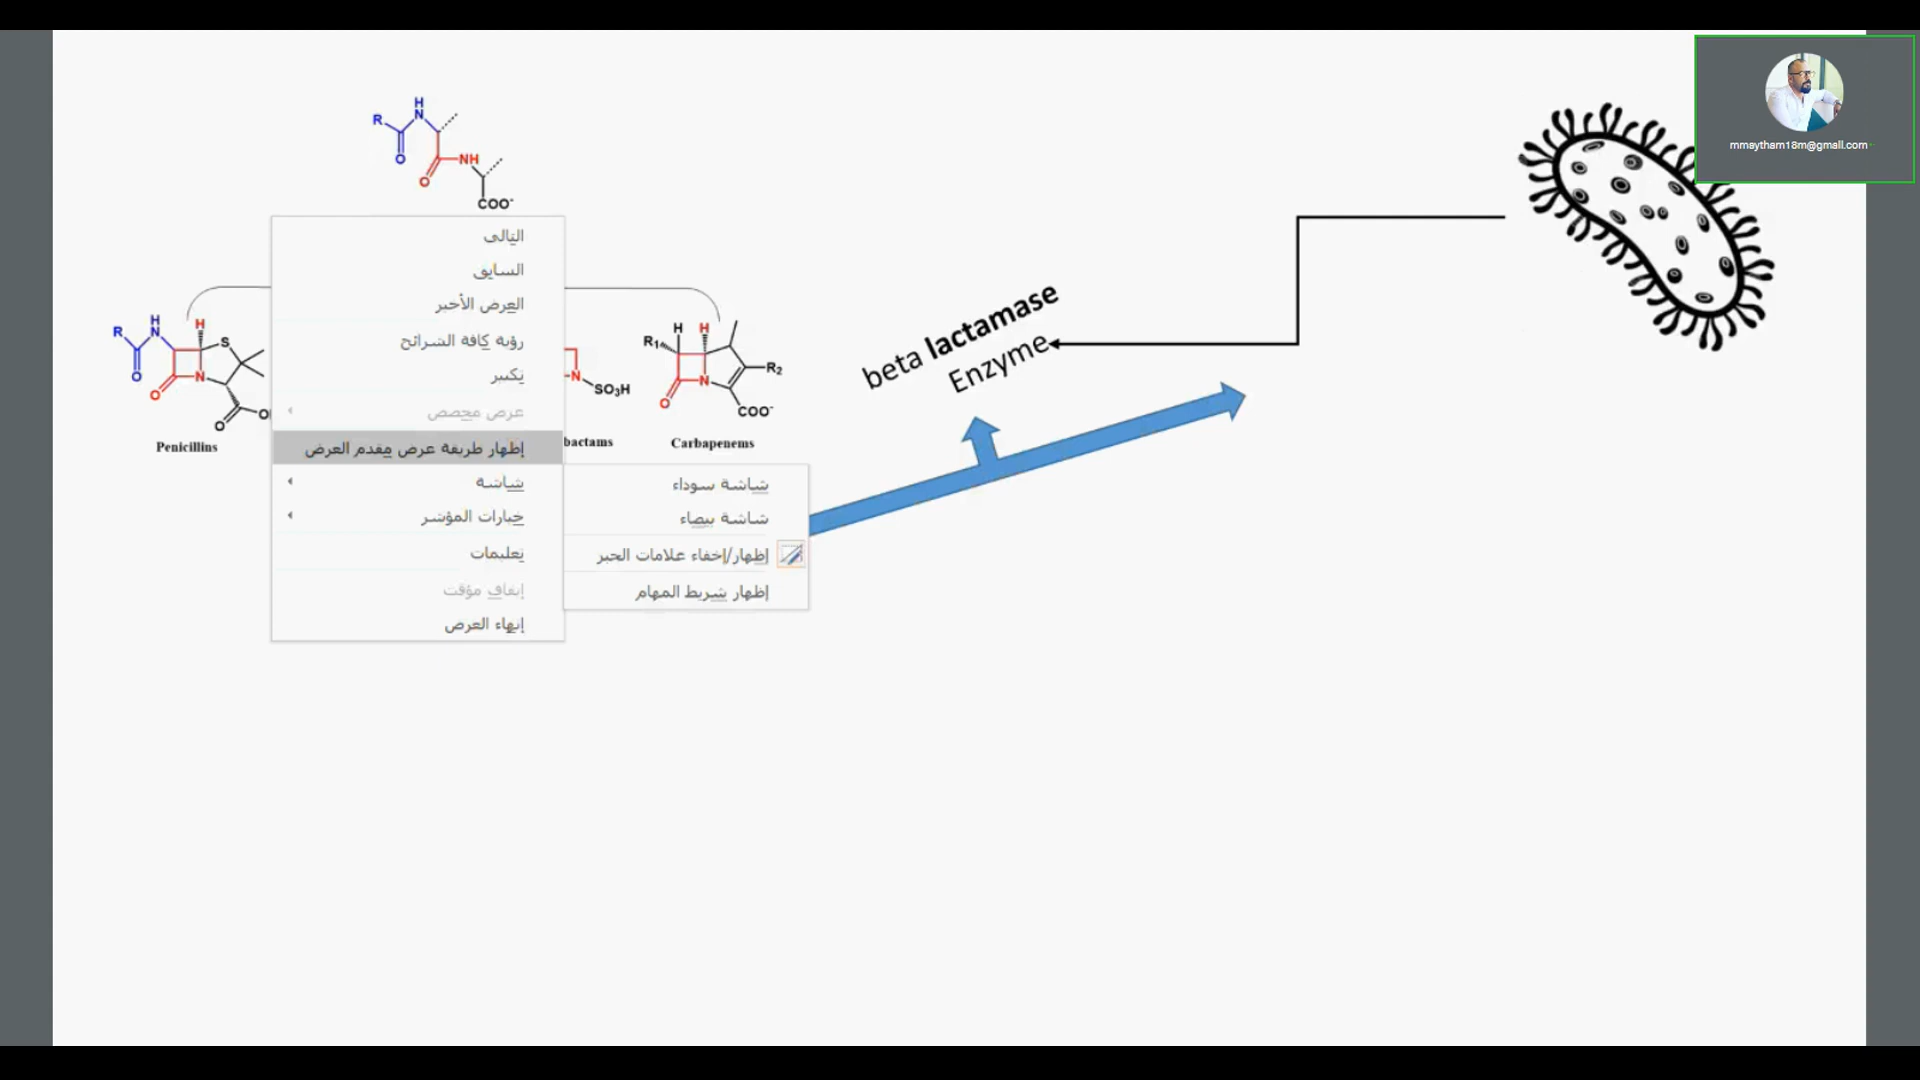 mmaytham18m@gmail.com
H
R
N
O
O
NH
COO-
التالي
السابق
العرض الأخير
رؤية كافة الشرائح
تكبير
عرض مخصص
إظهار طريقة عرض مقدم العرض
شاشة
خيارات المؤشر
تعليمات
إيقاف مؤقت
إنهاء العرض
شاشة سوداء
شاشة بيضاء
إظهار/إخفاء علامات الحبر
إظهار شريط المهام
R
H
N
H
S
O
N
O
O
O
Penicillins
N
SO3H
bactams
R1
H
H
R2
N
O
COO-
Carbapenems
beta lactamase
Enzyme